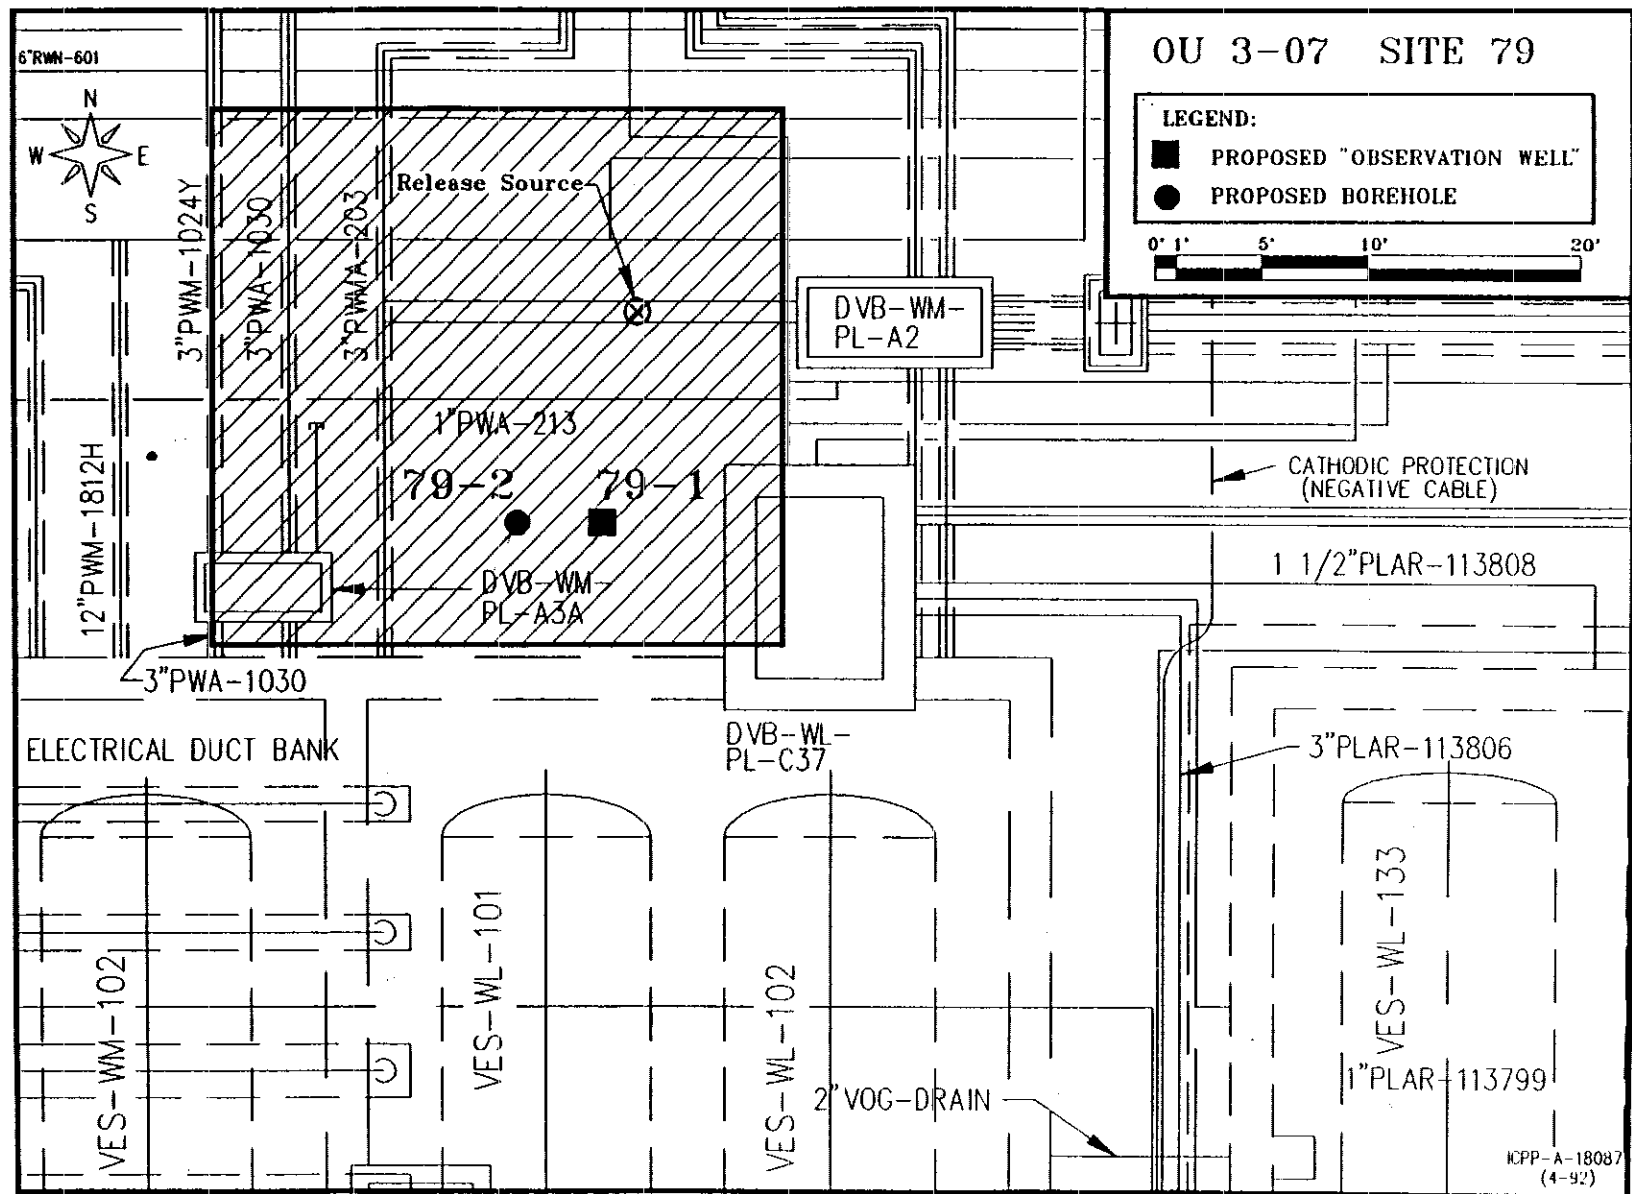 OU 3-07 SITE 79
LEGEND:
PROPOSED "OBSERVATION WELL"
PROPOSED BOREHOLE
0' 1' 5' 10' 20'
6"RWN-601
N
W E
S
3"PWM-1024Y
3"PWA-1030
3"PWMA-203
Release Source
DVB-WM-
PL-A2
1"PWA-213
79-2 79-1
CATHODIC PROTECTION
(NEGATIVE CABLE)
12"PWM-1812H
DVB-WM-
PL-A3A
1 1/2"PLAR-113808
3"PWA-1030
ELECTRICAL DUCT BANK
DVB-WL-
PL-C37
3"PLAR-113806
VES-WM-102
VES-WL-101
VES-WL-102
VES-WL-133
1"PLAR-113799
2"VOG-DRAIN
ICPP-A-18087
(4-92)